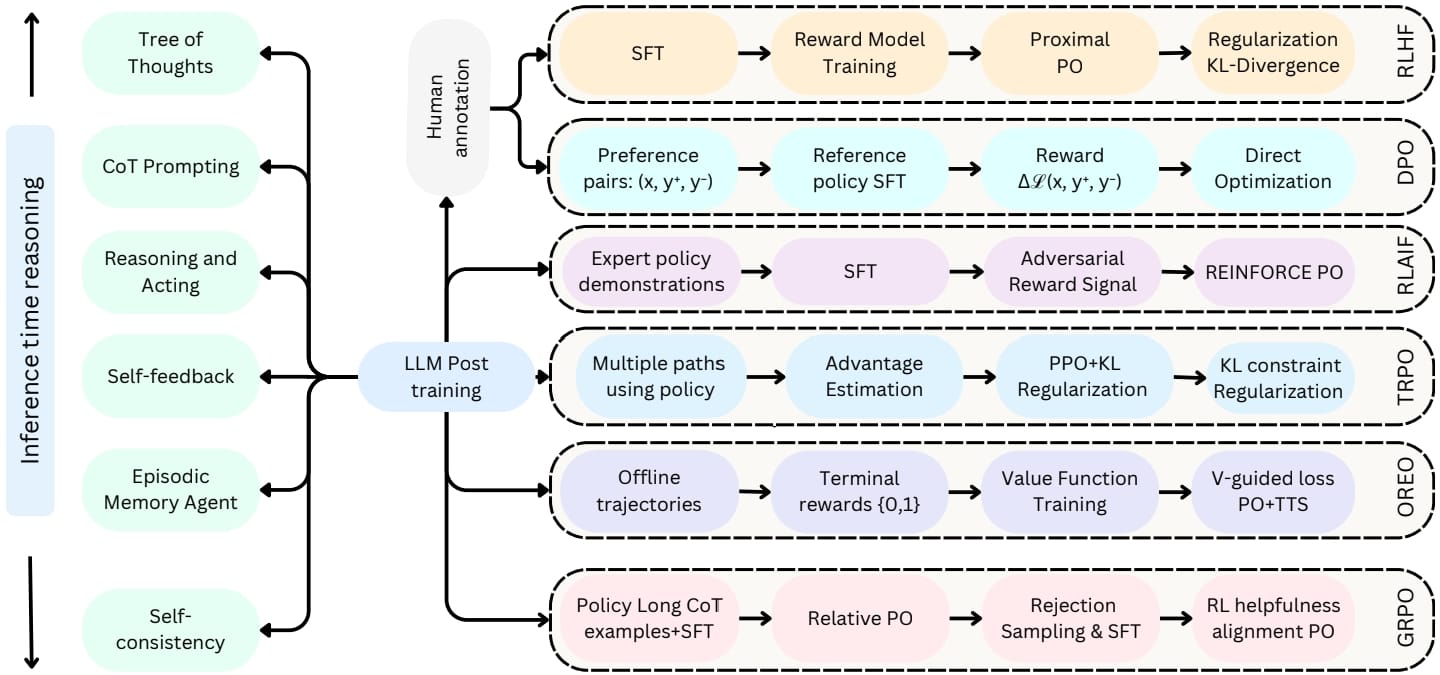 Inference time reasoning
Tree of
Thoughts
CoT Prompting
Reasoning and
Acting
Self-feedback
Episodic
Memory Agent
Self-
consistency
LLM Post
training
Human
annotation
SFT
Reward Model
Training
Proximal
PO
Regularization
KL-Divergence
RLHF
Preference
pairs: (x, y⁺, y⁻)
Reference
policy SFT
Reward
Δℒ(x, y⁺, y⁻)
Direct
Optimization
DPO
Expert policy
demonstrations
SFT
Adversarial
Reward Signal
REINFORCE PO
RLAIF
Multiple paths
using policy
Advantage
Estimation
PPO+KL
Regularization
KL constraint
Regularization
TRPO
Offline
trajectories
Terminal
rewards {0,1}
Value Function
Training
V-guided loss
PO+TTS
OREO
Policy Long CoT
examples+SFT
Relative PO
Rejection
Sampling & SFT
RL helpfulness
alignment PO
GRPO